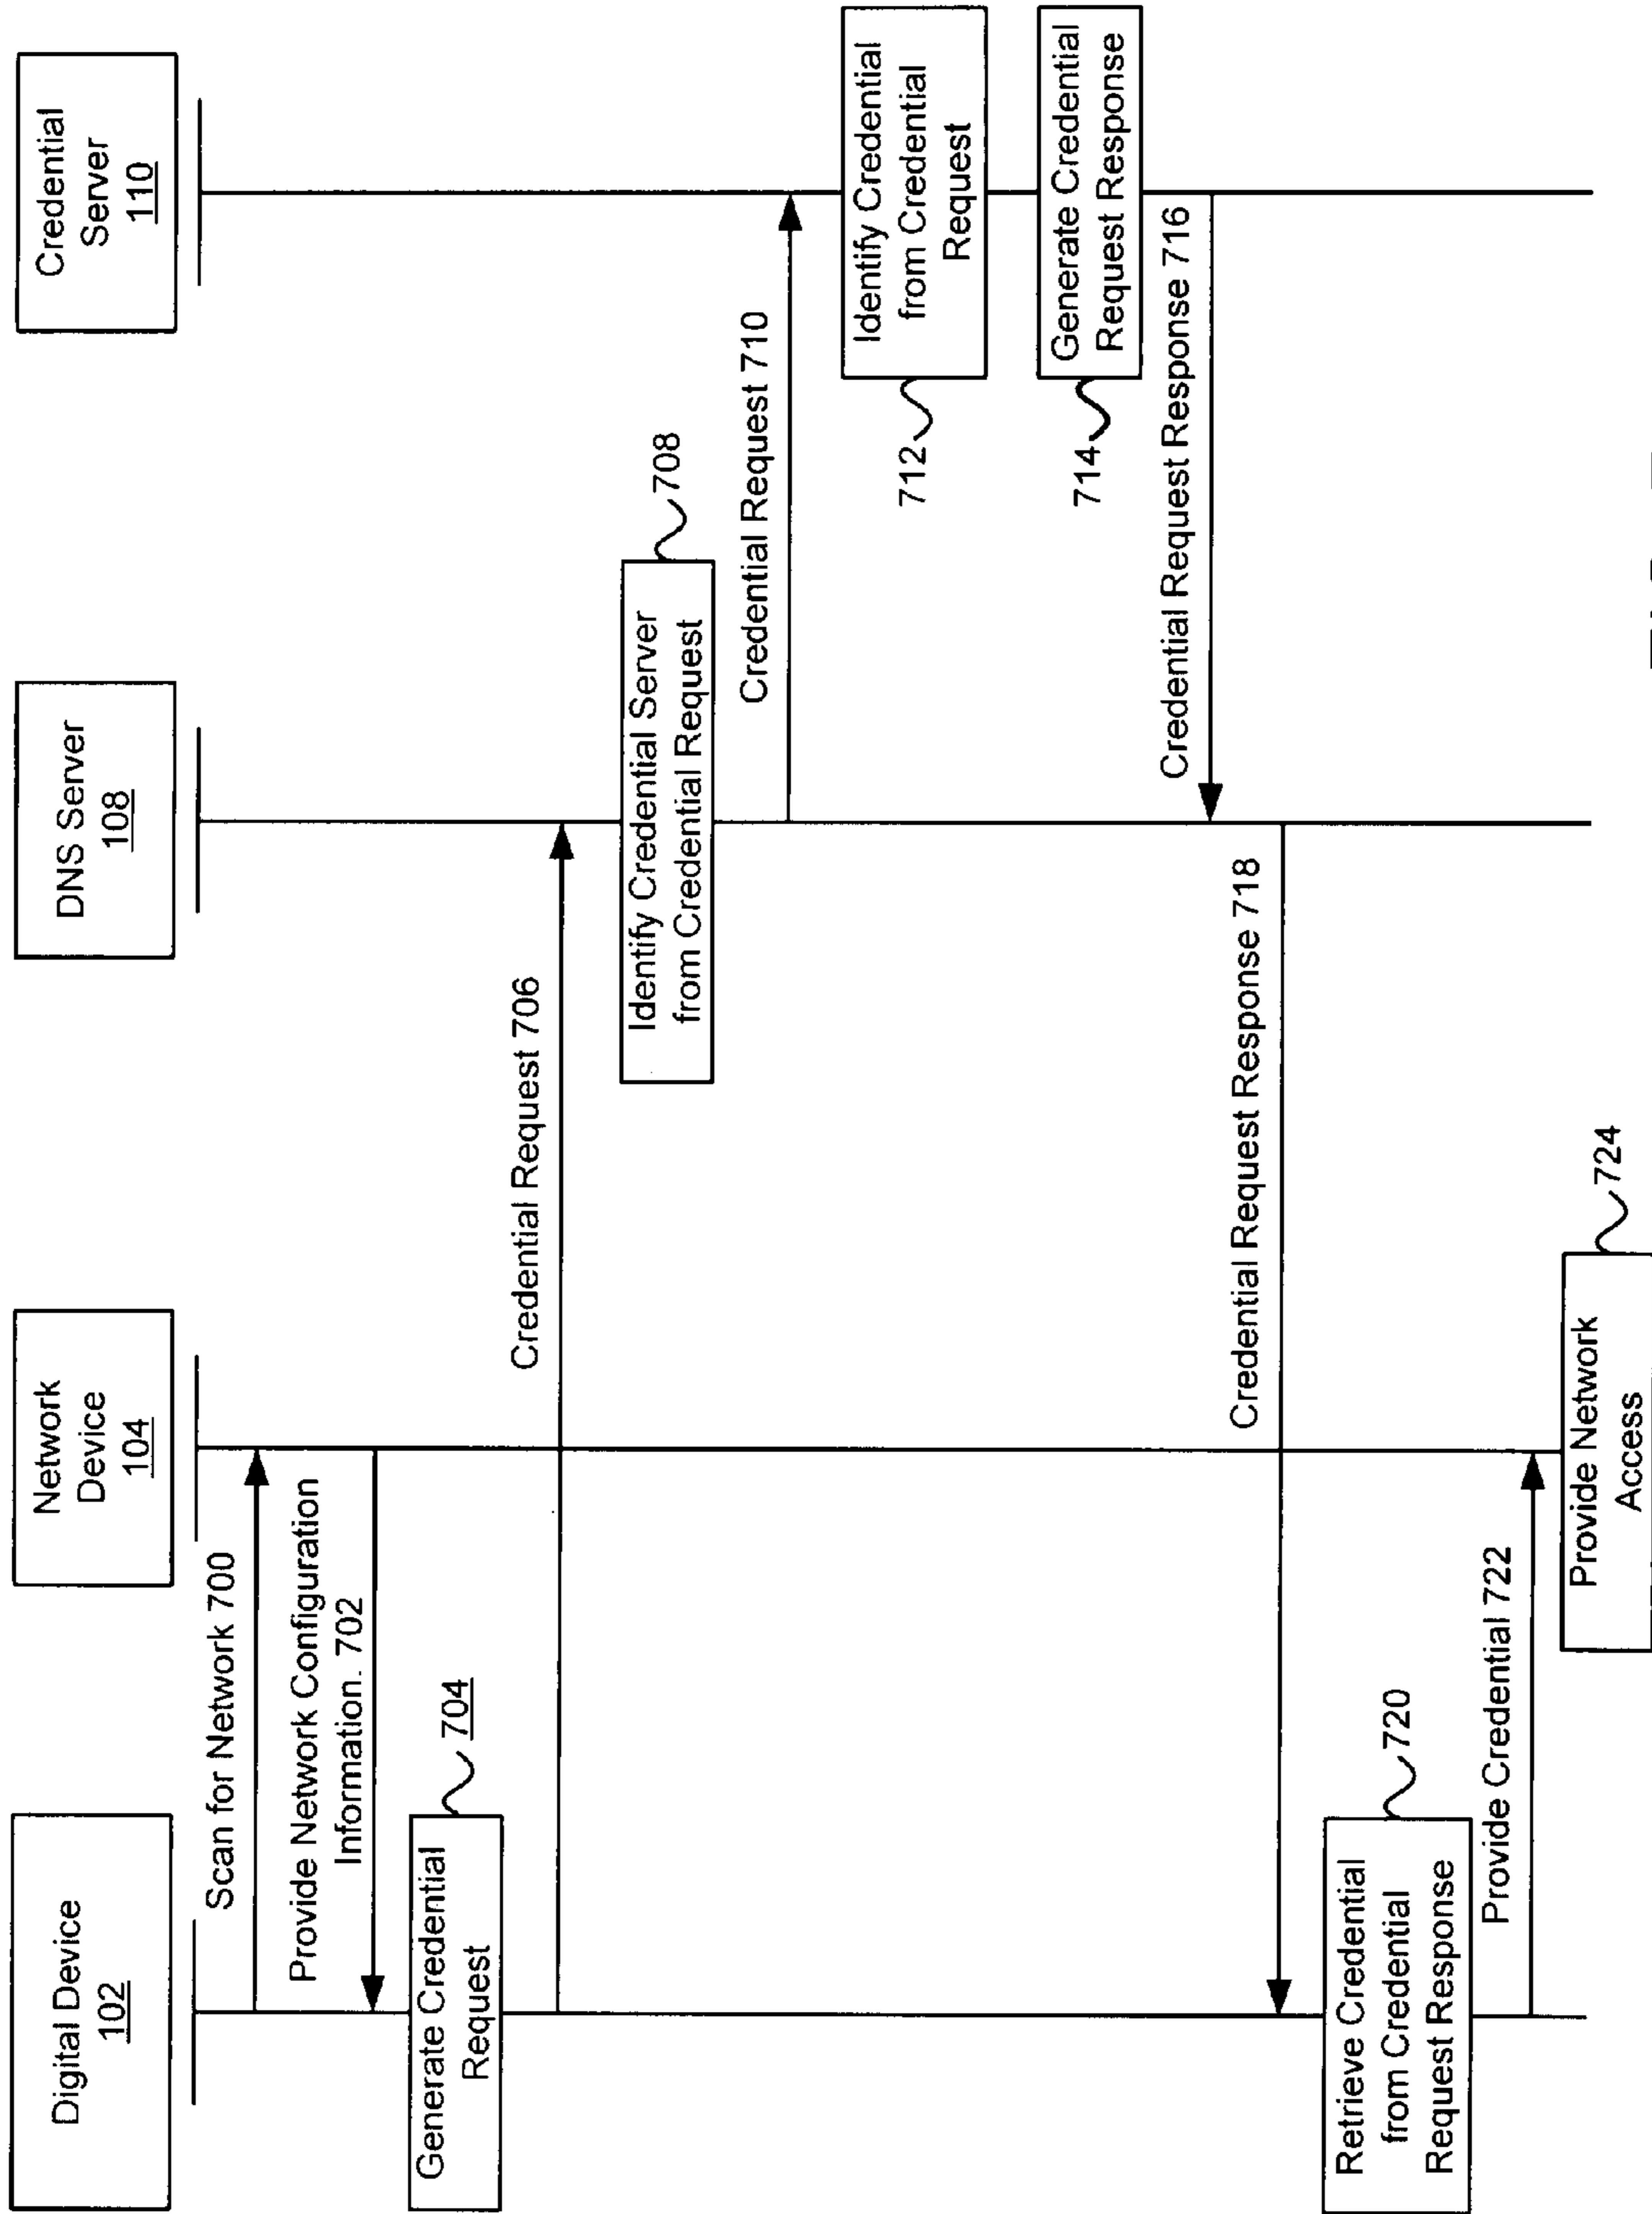 Digital Device
102
Network
Device
104
DNS Server
108
Credential
Server
110
Scan for Network 700
Provide Network Configuration
Information. 702
Generate Credential
Request
704
Credential Request 706
Identify Credential Server
from Credential Request
708
Credential Request 710
Identify Credential
from Credential
Request
712
Generate Credential
Request Response
714
Credential Request Response 716
Credential Request Response 718
Retrieve Credential
from Credential
Request Response
720
Provide Credential 722
Provide Network
Access
724